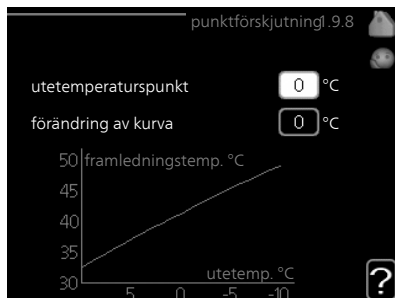 punktförskjutning1.9.8
utetemperaturspunkt 0 °C
förändring av kurva 0 °C
50 framledningstemp. °C
45
40
35
30
utetemp. °C
5 0 -5 -10
?